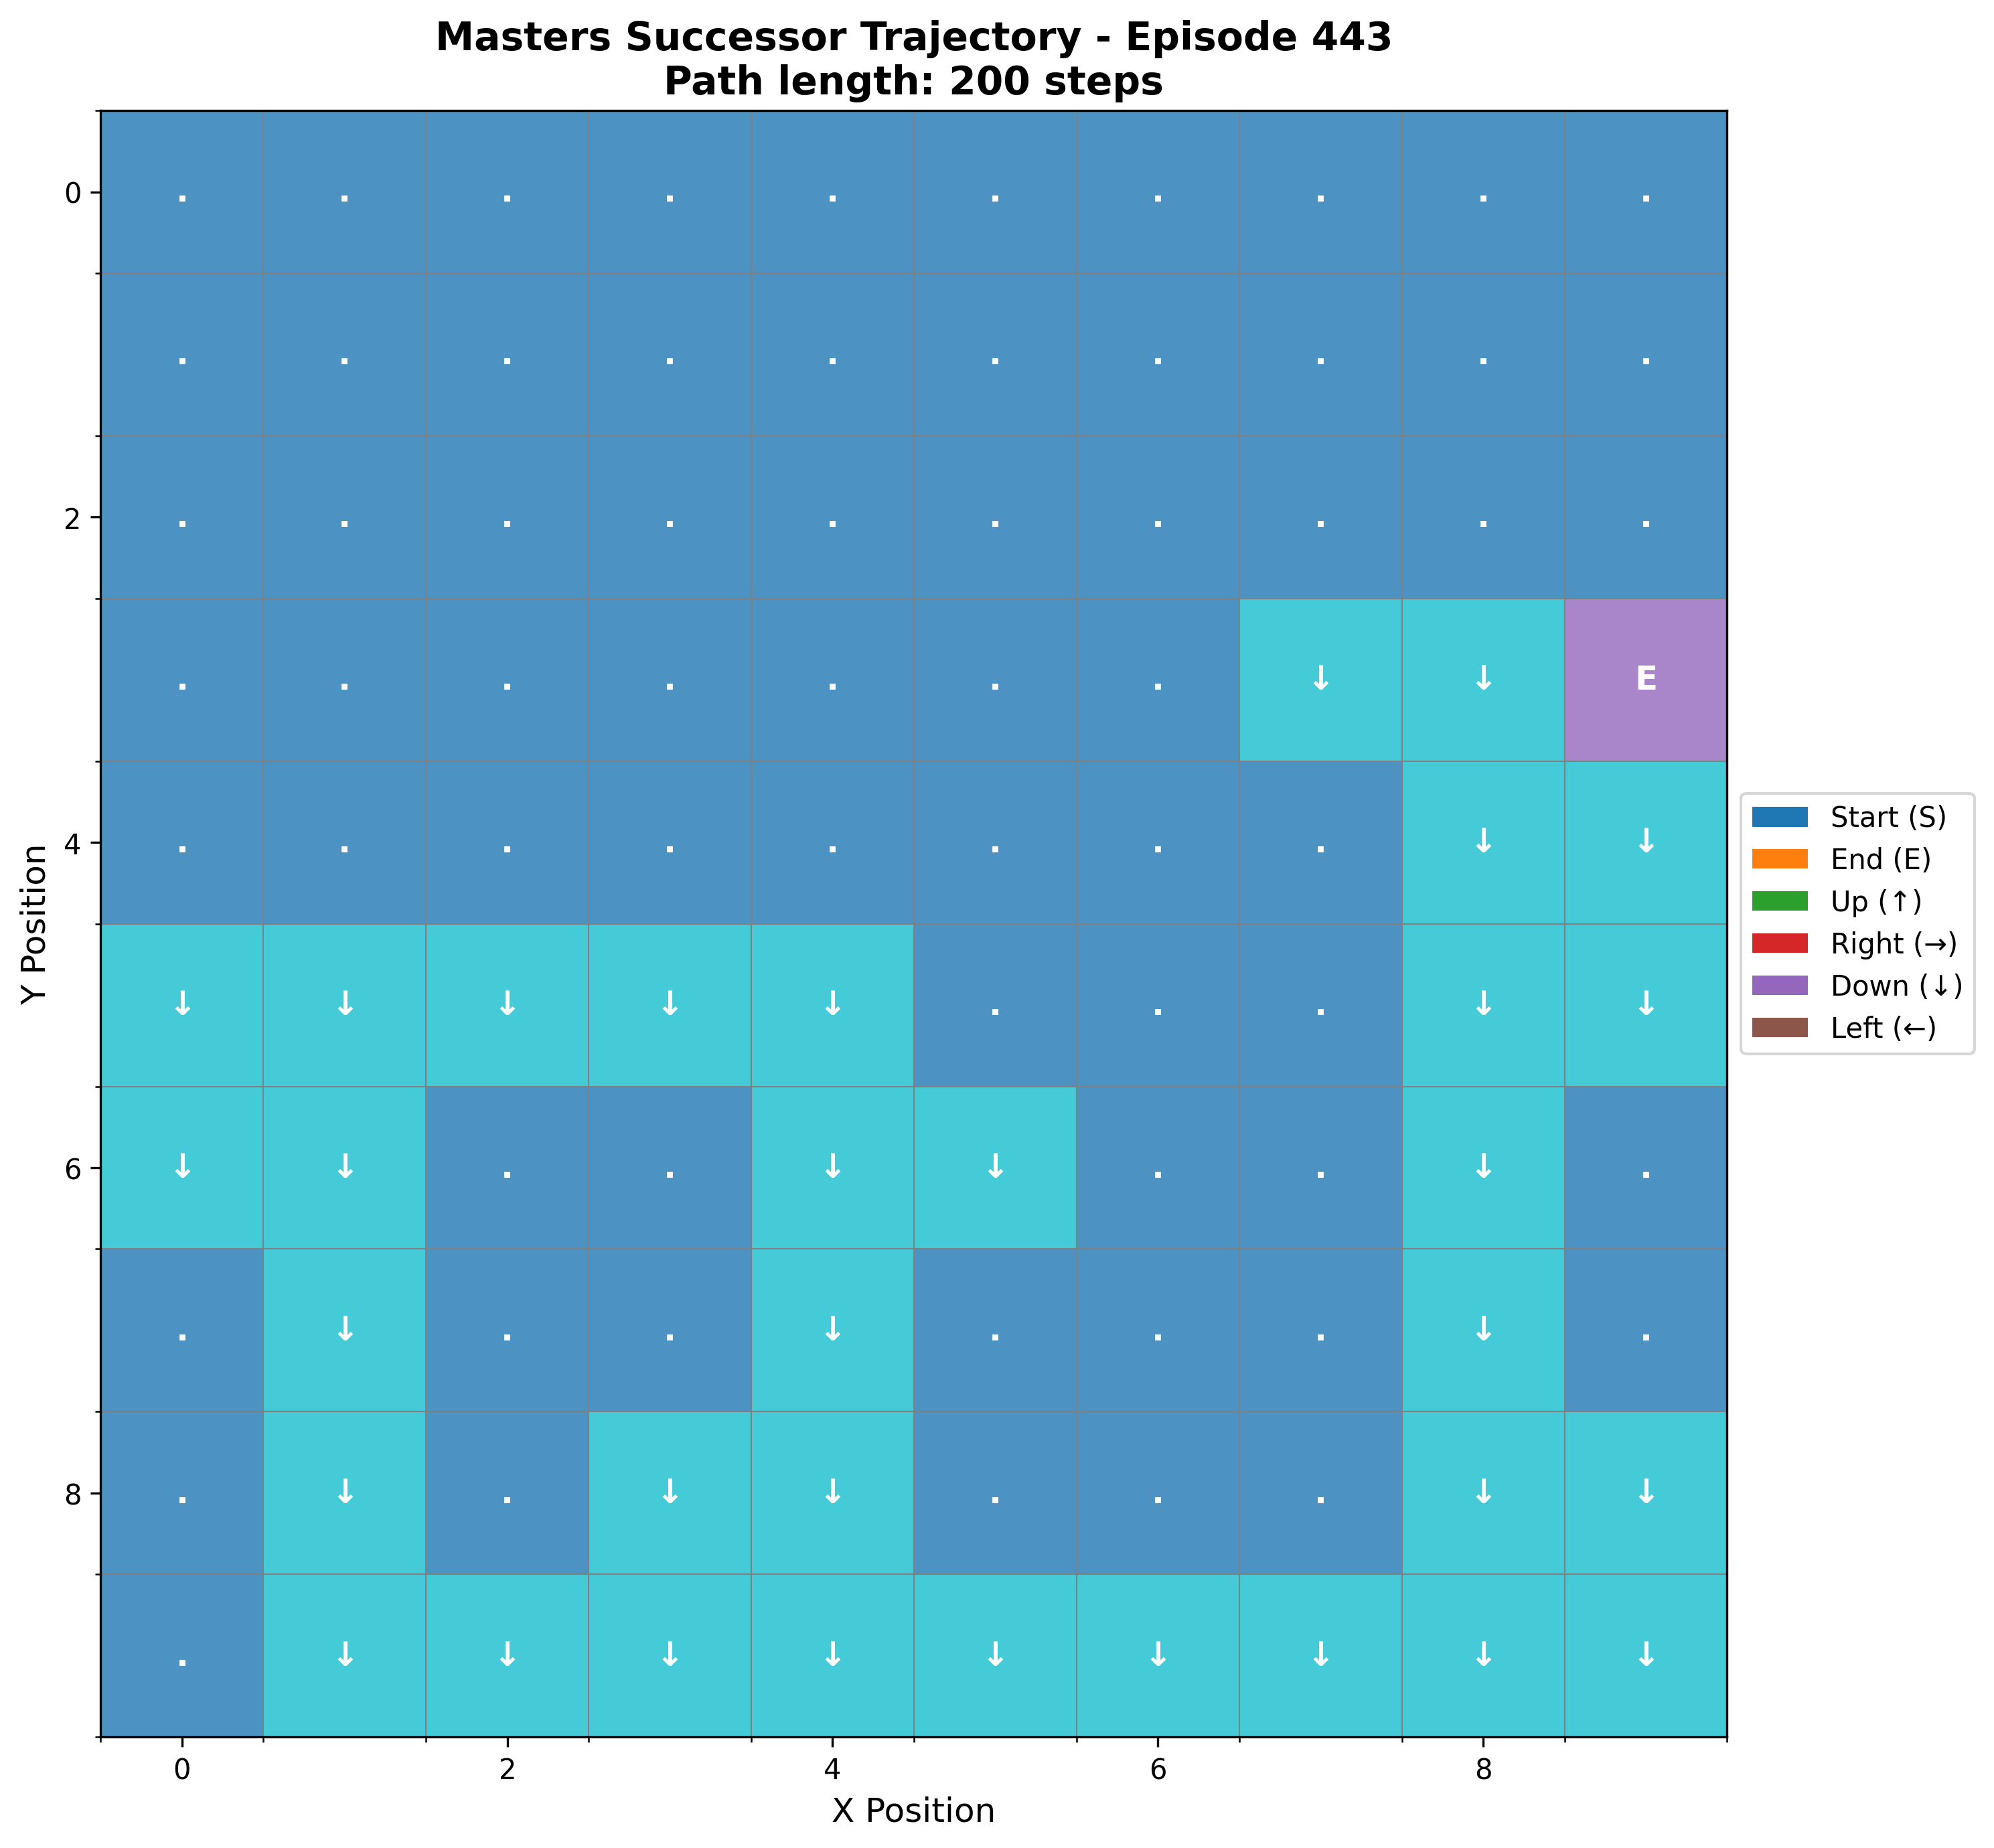 Masters Successor Trajectory - Episode 443
Path length: 200 steps
0 . . . . . . . . . .
. . . . . . . . . .
2 . . . . . . . . . .
. . . . . . . ↓ ↓ E
4 . . . . . . . . ↓ ↓
↓ ↓ ↓ ↓ ↓ . . . ↓ ↓
6 ↓ ↓ . . ↓ ↓ . . ↓ .
. ↓ . . ↓ . . . ↓ .
8 . ↓ . ↓ ↓ . . . ↓ ↓
. ↓ ↓ ↓ ↓ ↓ ↓ ↓ ↓ ↓
0 2 4 6 8
X Position
Y Position
Start (S)
End (E)
Up (↑)
Right (→)
Down (↓)
Left (←)